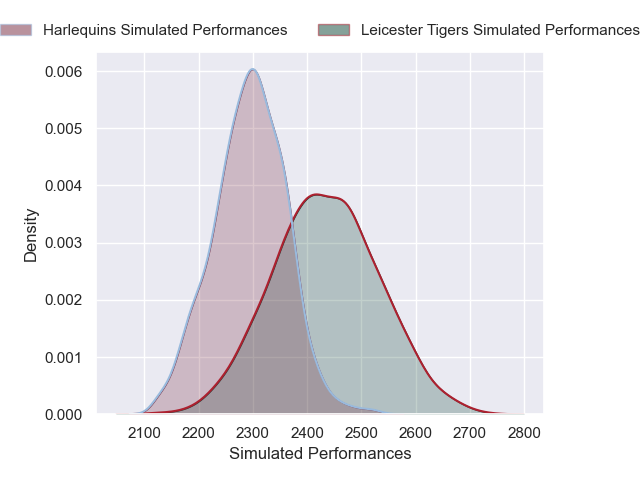 Harlequins Simulated Performances Leicester Tigers Simulated Performances
0.006
0.005
0.004
0.003
0.002
0.001
0.000
Density
2100 2200 2300 2400 2500 2600 2700 2800
Simulated Performances